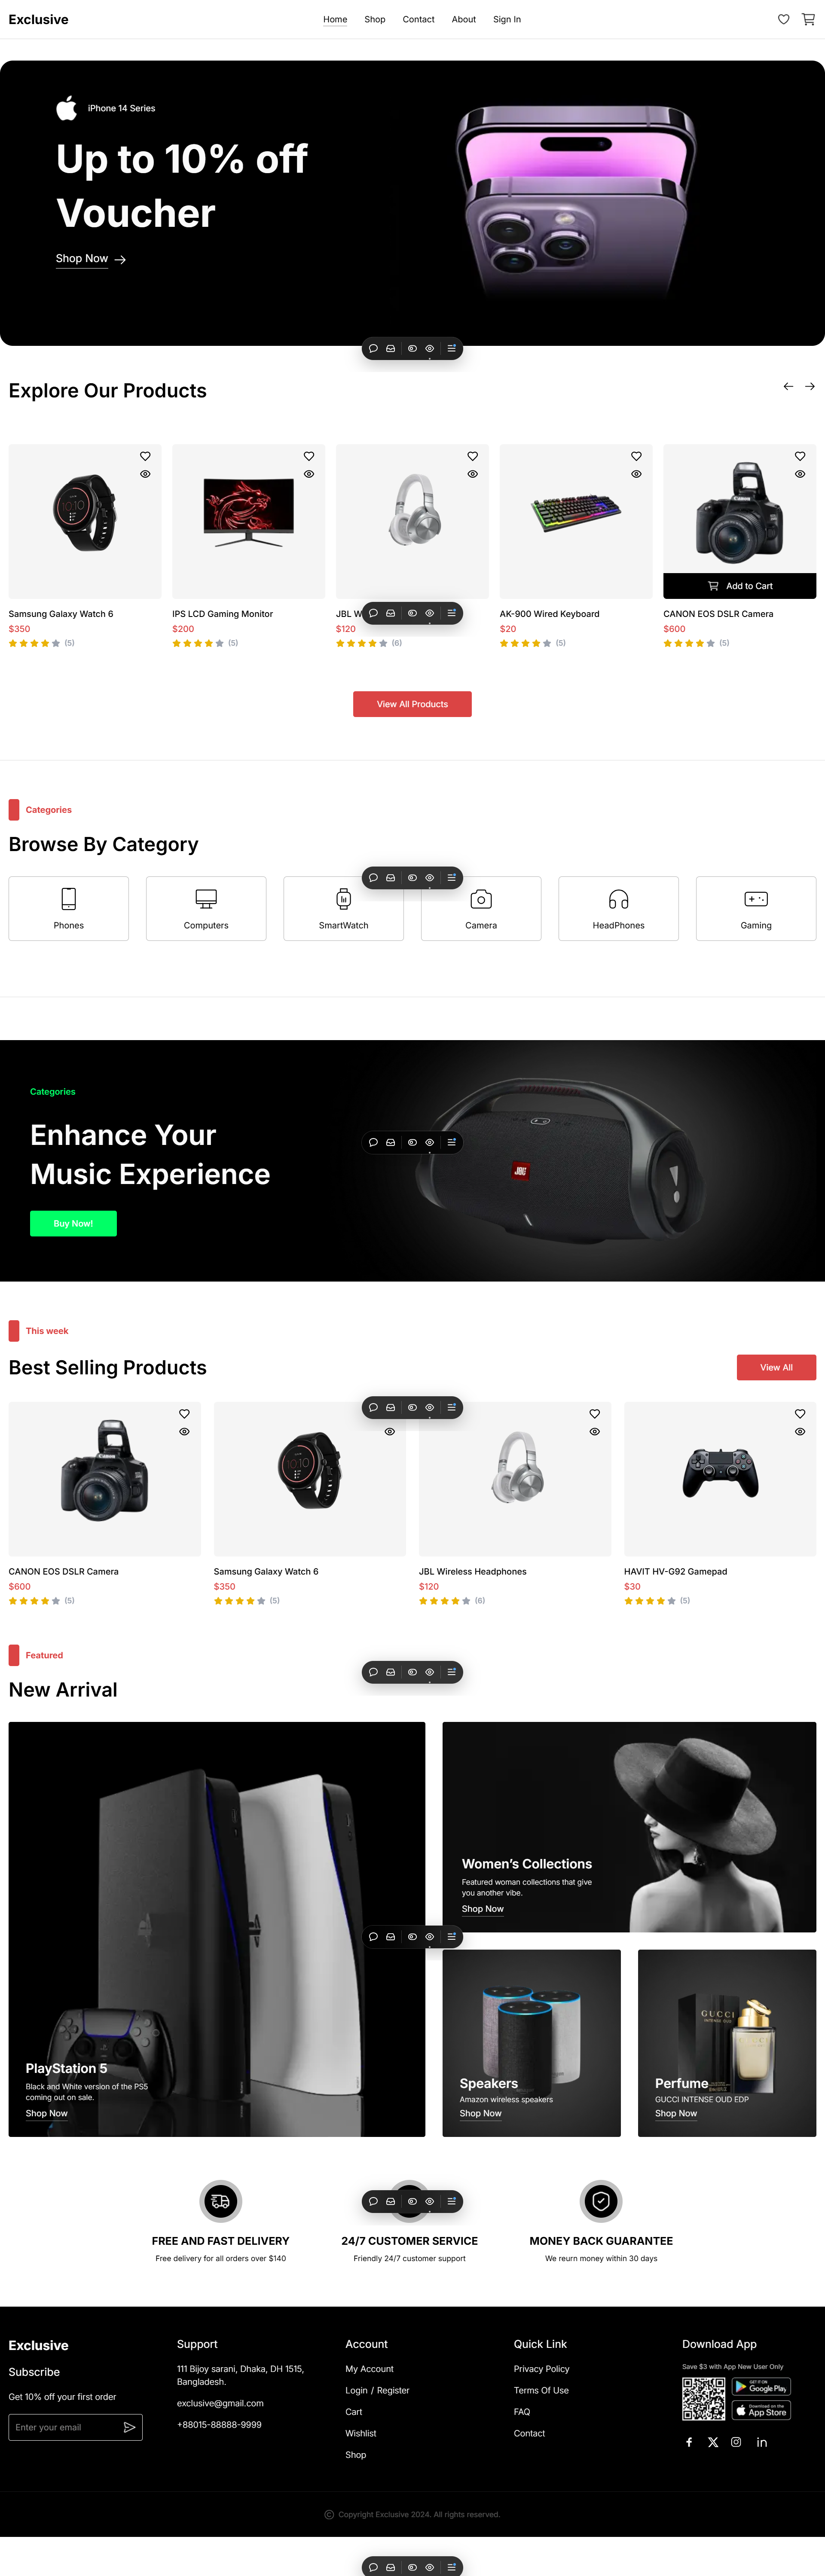 Exclusive
Home Shop Contact About Sign In
iPhone 14 Series
Up to 10% off
Voucher
Shop Now
Explore Our Products
Add to Cart
Samsung Galaxy Watch 6
$350
(5)
IPS LCD Gaming Monitor
$200
(5)
JBL W
$120
(6)
AK-900 Wired Keyboard
$20
(5)
CANON EOS DSLR Camera
$600
(5)
View All Products
Categories
Browse By Category
Phones
Computers
SmartWatch
Camera
HeadPhones
Gaming
Categories
Enhance Your
Music Experience
Buy Now!
JBL
This week
Best Selling Products
View All
CANON EOS DSLR Camera
$600
(5)
Samsung Galaxy Watch 6
$350
(5)
JBL Wireless Headphones
$120
(6)
HAVIT HV-G92 Gamepad
$30
(5)
Featured
New Arrival
PlayStation 5
Black and White version of the PS5
coming out on sale.
Shop Now
Women’s Collections
Featured woman collections that give
you another vibe.
Shop Now
Speakers
Amazon wireless speakers
Shop Now
GUCCI
INTENSE OUD
Perfume
GUCCI INTENSE OUD EDP
Shop Now
FREE AND FAST DELIVERY
Free delivery for all orders over $140
24/7 CUSTOMER SERVICE
Friendly 24/7 customer support
MONEY BACK GUARANTEE
We reurn money within 30 days
Exclusive
Subscribe
Get 10% off your first order
Enter your email
Support
111 Bijoy sarani, Dhaka, DH 1515,
Bangladesh.
exclusive@gmail.com
+88015-88888-9999
Account
My Account
Login / Register
Cart
Wishlist
Shop
Quick Link
Privacy Policy
Terms Of Use
FAQ
Contact
Download App
Save $3 with App New User Only
GET IT ON
Google Play
Download on the
App Store
© Copyright Exclusive 2024. All rights reserved.